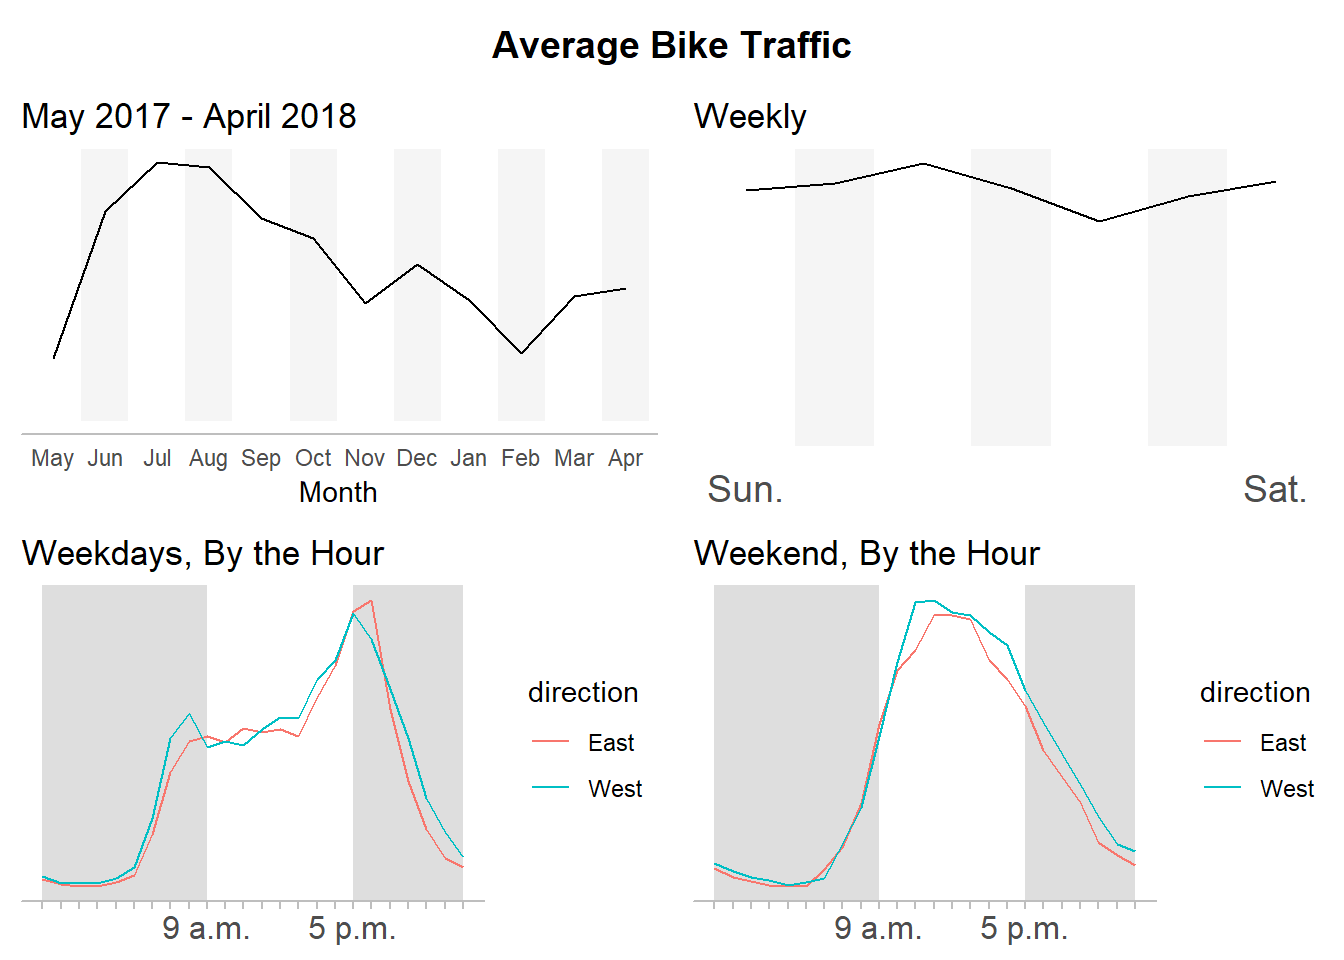 Average Bike Traffic
May 2017 - April 2018
Weekly
May Jun Jul Aug Sep Oct Nov Dec Jan Feb Mar Apr
Month
Sun. Sat.
Weekdays, By the Hour
Weekend, By the Hour
direction
East
West
9 a.m. 5 p.m.
direction
East
West
9 a.m. 5 p.m.